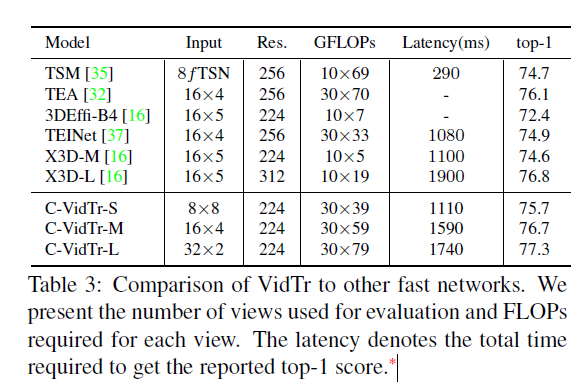 Model Input Res. GFLOPs Latency(ms) top-1
TSM [35] 8fTSN 256 10×69 290 74.7
TEA [32] 16×4 256 30×70 - 76.1
3DEffi-B4 [16] 16×5 224 10×7 - 72.4
TEINet [37] 16×4 256 30×33 1080 74.9
X3D-M [16] 16×5 224 10×5 1100 74.6
X3D-L [16] 16×5 312 10×19 1900 76.8
C-VidTr-S 8×8 224 30×39 1110 75.7
C-VidTr-M 16×4 224 30×59 1590 76.7
C-VidTr-L 32×2 224 30×79 1740 77.3
Table 3: Comparison of VidTr to other fast networks. We
present the number of views used for evaluation and FLOPs
required for each view. The latency denotes the total time
required to get the reported top-1 score.*